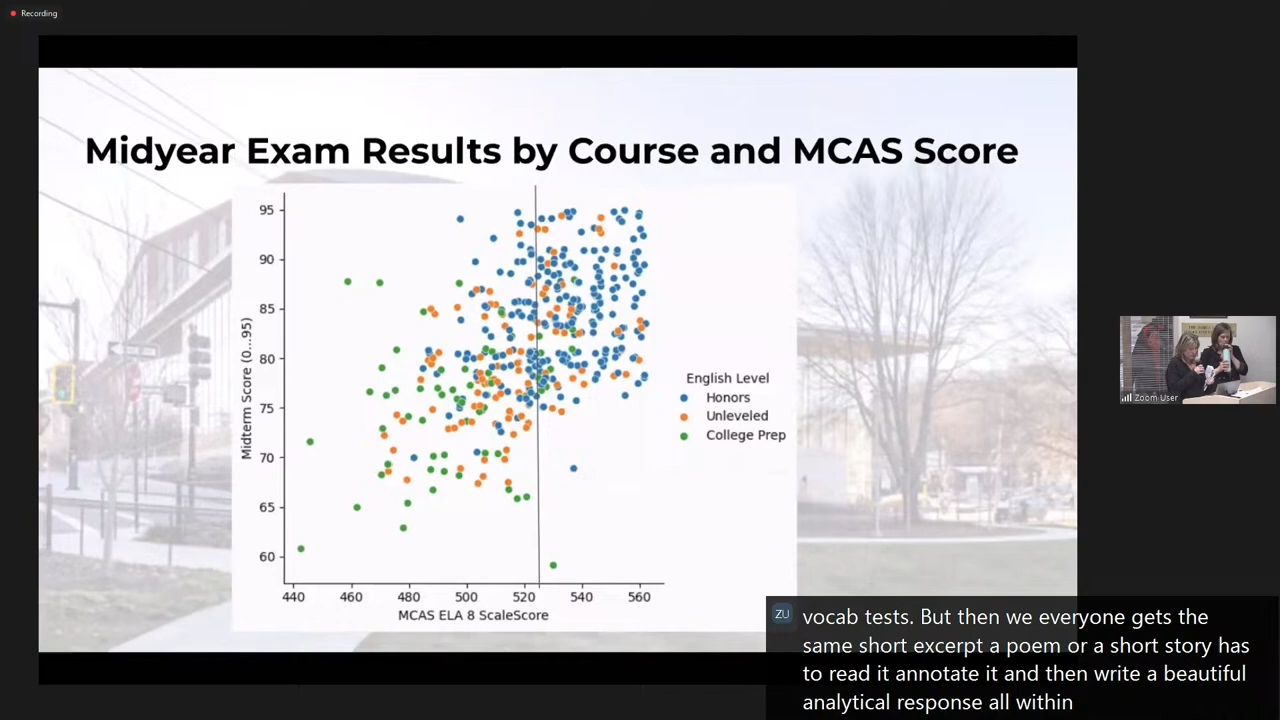 Recording
Midyear Exam Results by Course and MCAS Score
95
90
85
80
75
70
65
60
Midterm Score (0...95)
440 460 480 500 520 540 560
MCAS ELA 8 ScaleScore
English Level
Honors
Unleveled
College Prep
Zoom User
ZU
vocab tests. But then we everyone gets the
same short excerpt a poem or a short story has
to read it annotate it and then write a beautiful
analytical response all within